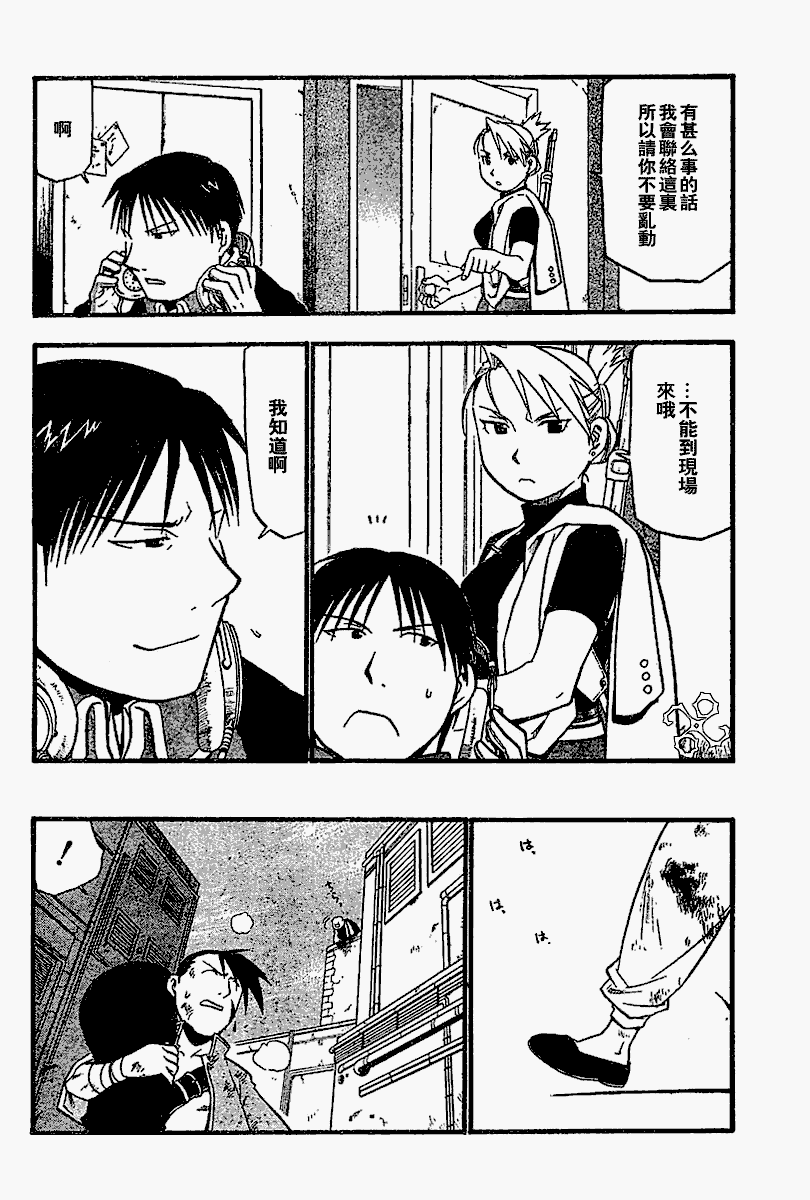 有甚么事的話
我會聯絡這裏
所以請你不要亂動
啊
…不能到現場
來哦
我知道啊
は、
は、
は、
！